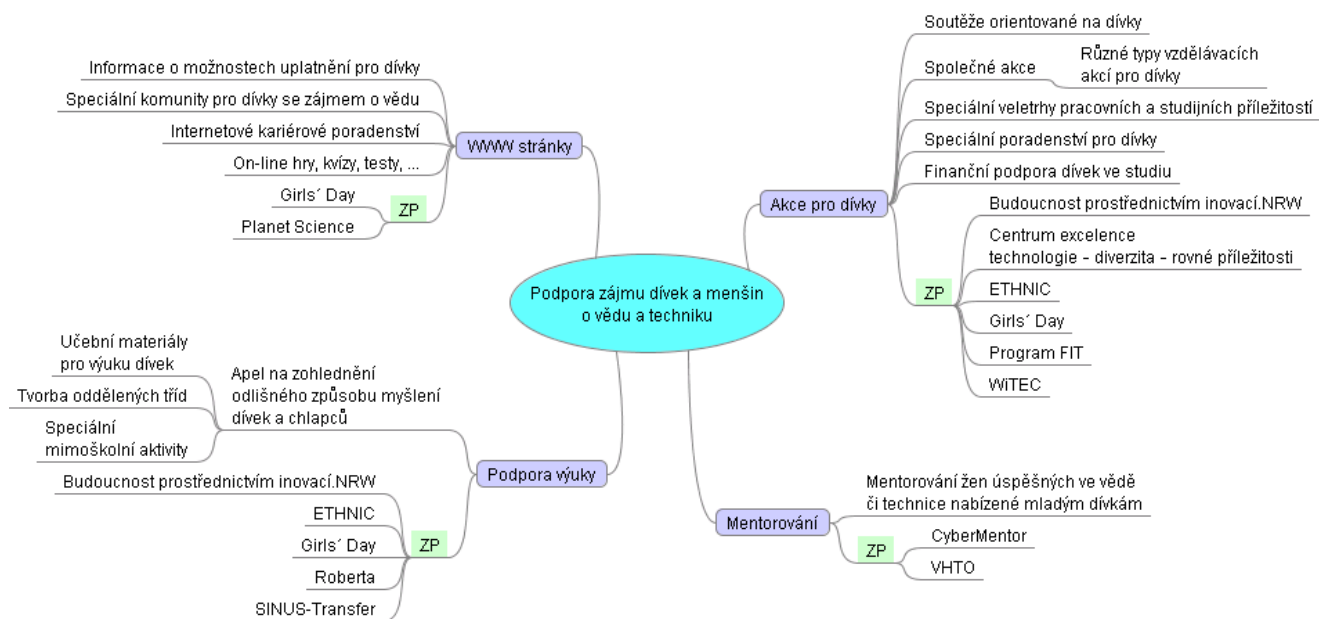 Podpora zájmu dívek a menšin
o vědu a techniku
WWW stránky
Informace o možnostech uplatnění pro dívky
Speciální komunity pro dívky se zájmem o vědu
Internetové kariérové poradenství
On-line hry, kvízy, testy, ...
ZP
Girls´ Day
Planet Science
Akce pro dívky
Soutěže orientované na dívky
Společné akce
Různé typy vzdělávacích
akcí pro dívky
Speciální veletrhy pracovních a studijních příležitostí
Speciální poradenství pro dívky
Finanční podpora dívek ve studiu
ZP
Budoucnost prostřednictvím inovací.NRW
Centrum excelence
technologie - diverzita - rovné příležitosti
ETHNIC
Girls´ Day
Program FIT
WiTEC
Podpora výuky
Apel na zohlednění
odlišného způsobu myšlení
dívek a chlapců
Učební materiály
pro výuku dívek
Tvorba oddělených tříd
Speciální
mimoškolní aktivity
ZP
Budoucnost prostřednictvím inovací.NRW
ETHNIC
Girls´ Day
Roberta
SINUS-Transfer
Mentorování
Mentorování žen úspěšných ve vědě
či technice nabízené mladým dívkám
ZP
CyberMentor
VHTO